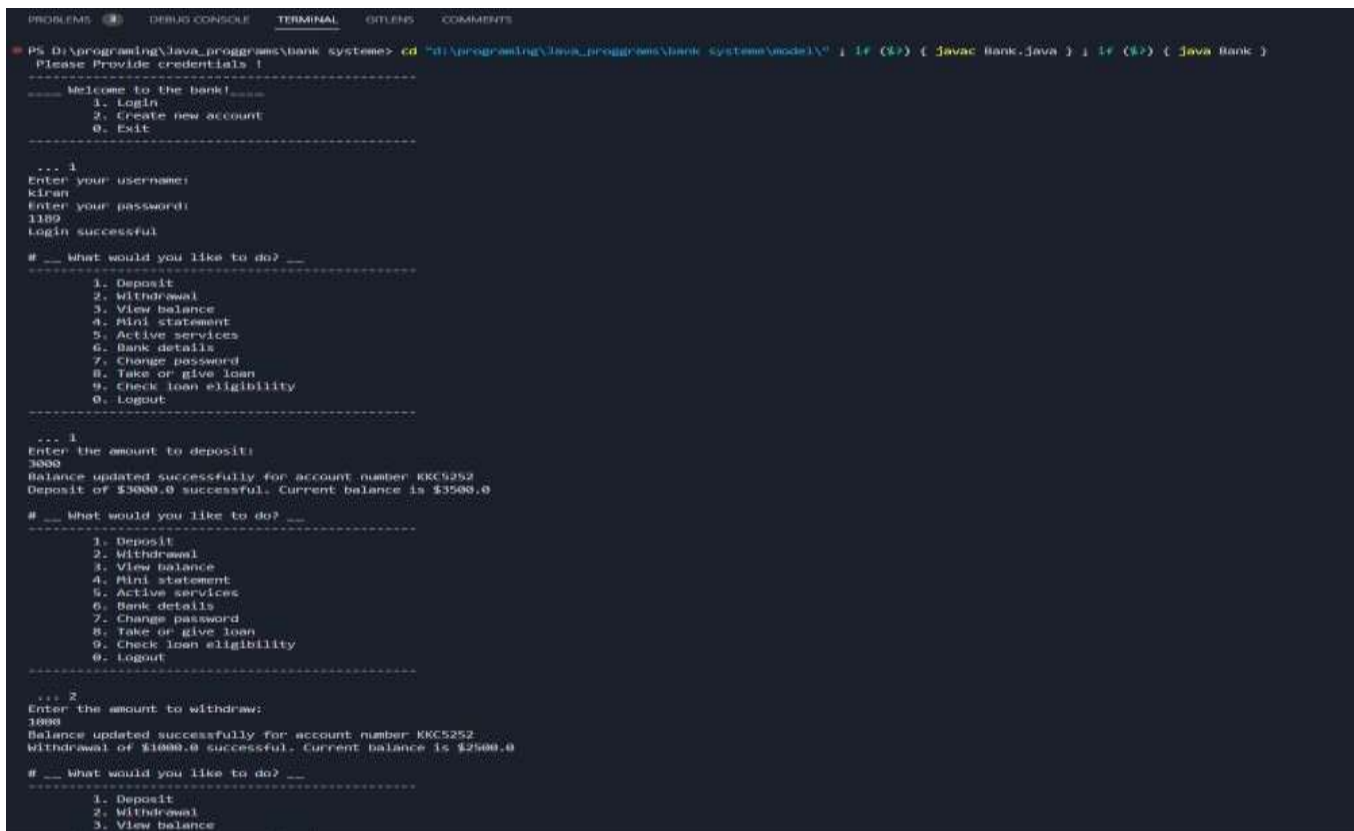 PROBLEMS 3 DEBUG CONSOLE TERMINAL GITLENS COMMENTS
PS D:\programing\Java_proggrams\bank systeme> cd "d:\programing\Java_proggrams\bank systeme\model\" ; if ($?) { javac Bank.java } ; if ($?) { java Bank }
Please Provide credentials !
------------------------------------------------
____ Welcome to the bank!____
1. Login
2. Create new account
0. Exit
------------------------------------------------
... 1
Enter your username:
kiran
Enter your password:
1189
Login successful
# __ What would you like to do? __
------------------------------------------------
1. Deposit
2. Withdrawal
3. View balance
4. Mini statement
5. Active services
6. Bank details
7. Change password
8. Take or give loan
9. Check loan eligibility
0. Logout
------------------------------------------------
... 1
Enter the amount to deposit:
3000
Balance updated successfully for account number KKC5252
Deposit of $3000.0 successful. Current balance is $3500.0
# __ What would you like to do? __
------------------------------------------------
1. Deposit
2. Withdrawal
3. View balance
4. Mini statement
5. Active services
6. Bank details
7. Change password
8. Take or give loan
9. Check loan eligibility
0. Logout
------------------------------------------------
... 2
Enter the amount to withdraw:
1000
Balance updated successfully for account number KKC5252
Withdrawal of $1000.0 successful. Current balance is $2500.0
# __ What would you like to do? __
------------------------------------------------
1. Deposit
2. Withdrawal
3. View balance